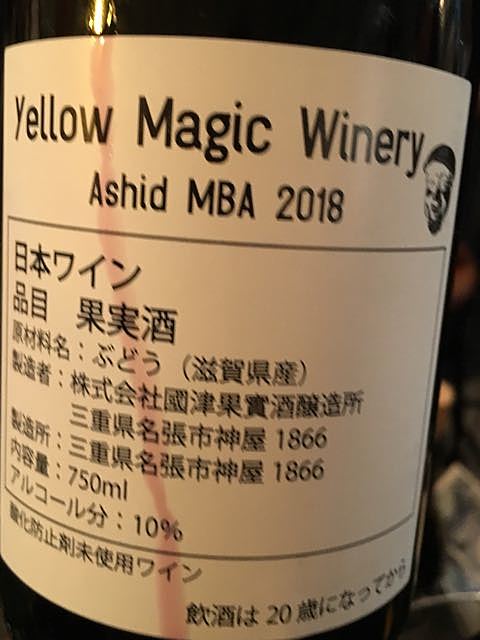 Yellow Magic Winery
Ashid MBA 2018
日本ワイン
品目 果実酒
原材料名：ぶどう（滋賀県産）
製造者：株式会社國津果實酒醸造所
三重県名張市神屋 1866
製造所：三重県名張市神屋 1866
内容量：750ml
アルコール分：10%
酸化防止剤未使用ワイン
飲酒は 20 歳になってから